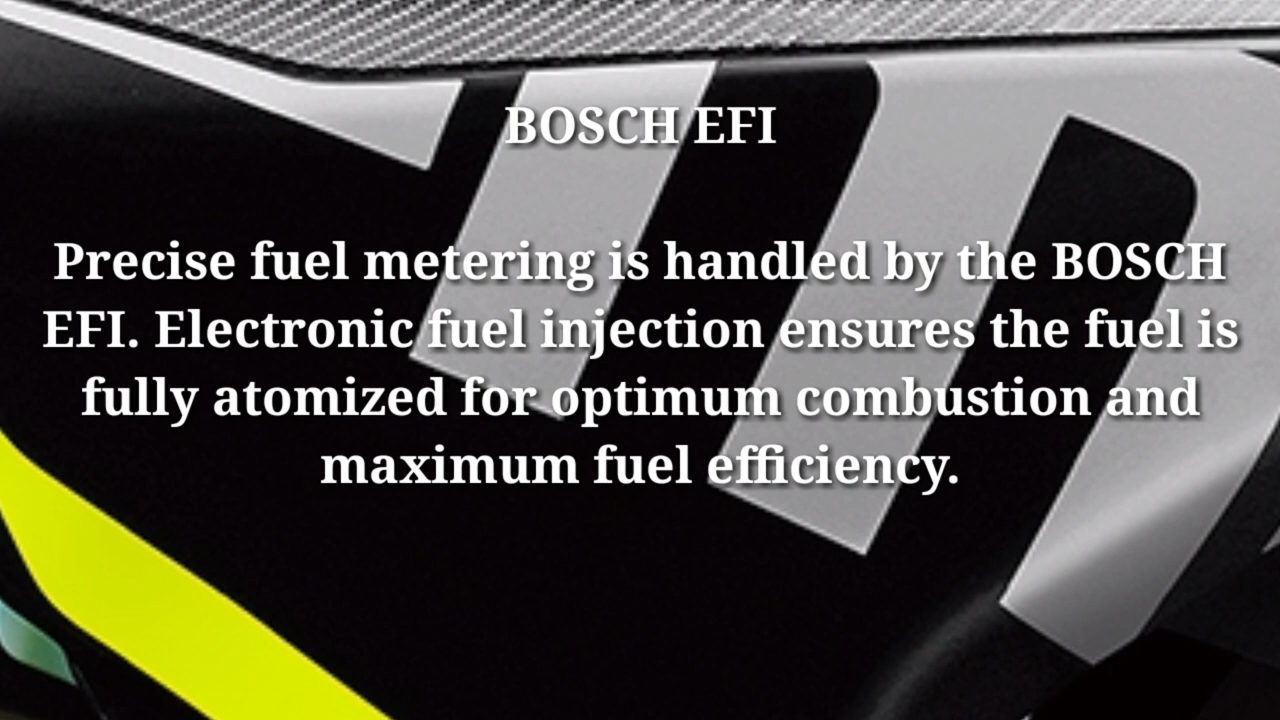 BOSCH EFI
Precise fuel metering is handled by the BOSCH
EFI. Electronic fuel injection ensures the fuel is
fully atomized for optimum combustion and
maximum fuel efficiency.